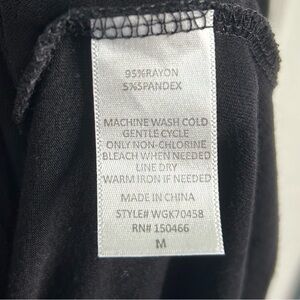 95%RAYON
5%SPANDEX
MACHINE WASH COLD
GENTLE CYCLE
ONLY NON-CHLORINE
BLEACH WHEN NEEDED
LINE DRY
WARM IRON IF NEEDED
MADE IN CHINA
STYLE# WGK70458
RN# 150466
M